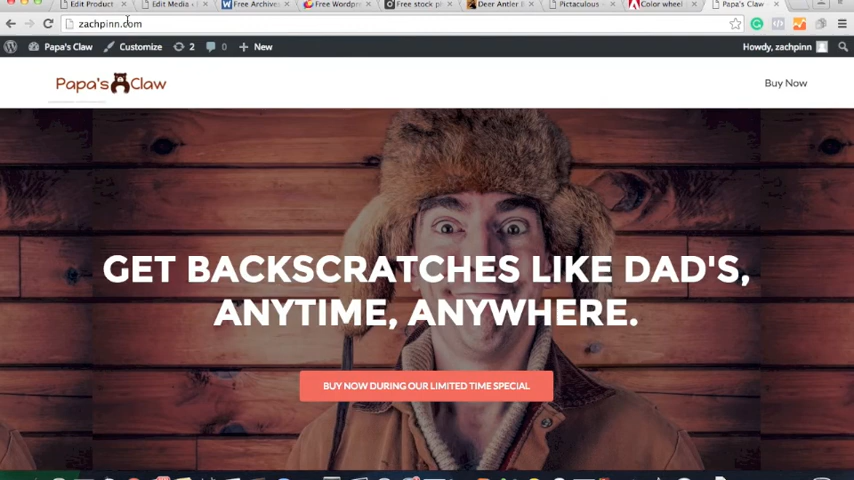 Edit Product
Edit Media
Free Archives
Free Wordpr
Free stock p
Deer Antler
Pictaculous
Color wheel
Papa's Claw
zachpinn.com
Papa's Claw
Customize
2
0
New
Howdy, zachpinn
Papa's Claw
Buy Now
GET BACKSCRATCHES LIKE DAD'S,
ANYTIME, ANYWHERE.
BUY NOW DURING OUR LIMITED TIME SPECIAL